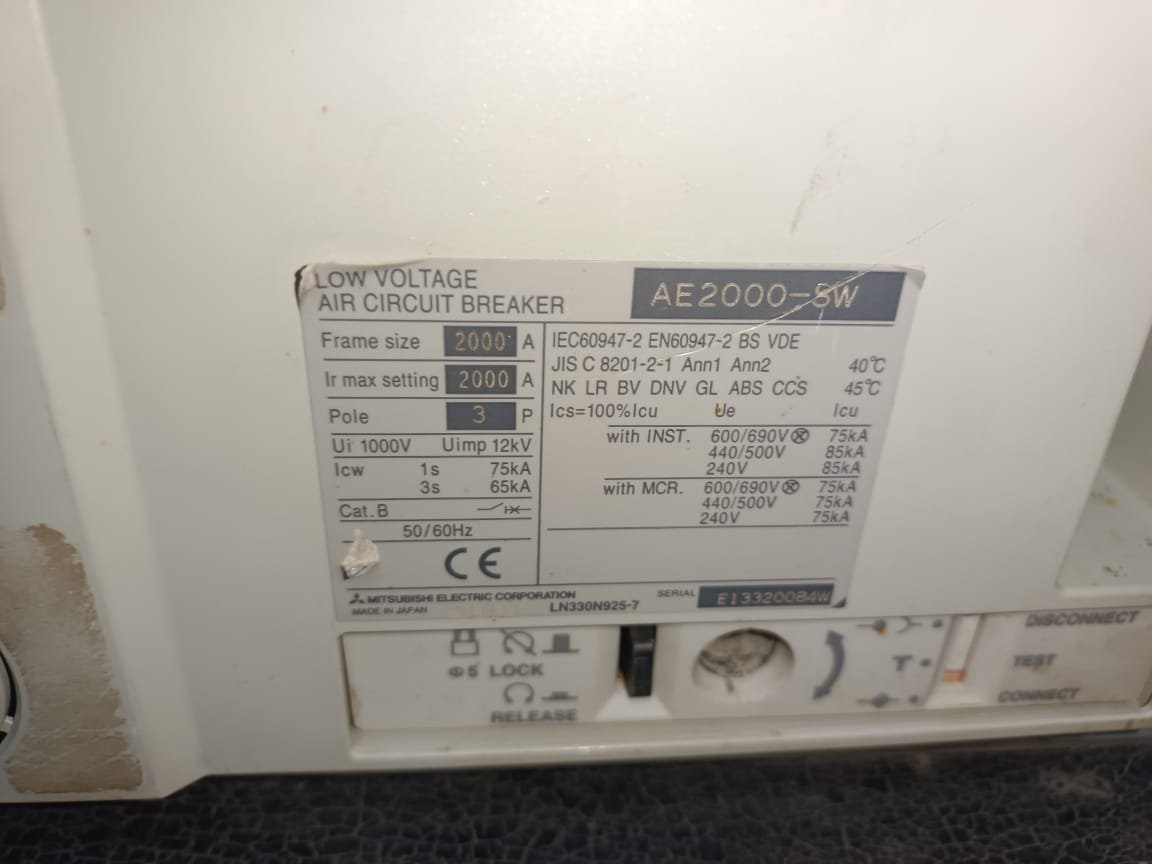 LOW VOLTAGE
AIR CIRCUIT BREAKER
AE2000-SW
Frame size 2000 A
Ir max setting 2000 A
Pole 3 P
Ui 1000V Uimp 12kV
Icw 1s 75kA
3s 65kA
Cat.B
50/60Hz
CE
IEC60947-2 EN60947-2 BS VDE
JIS C 8201-2-1 Ann1 Ann2 40℃
NK LR BV DNV GL ABS CCS 45℃
Ics=100%Icu Ue Icu
with INST. 600/690V 75kA
440/500V 85kA
240V 85kA
with MCR. 600/690V 75kA
440/500V 75kA
240V 75kA
MITSUBISHI ELECTRIC CORPORATION
MADE IN JAPAN
LN330N925-7
SERIAL E13320084W
Φ5 LOCK
RELEASE
DISCONNECT
T TEST
CONNECT